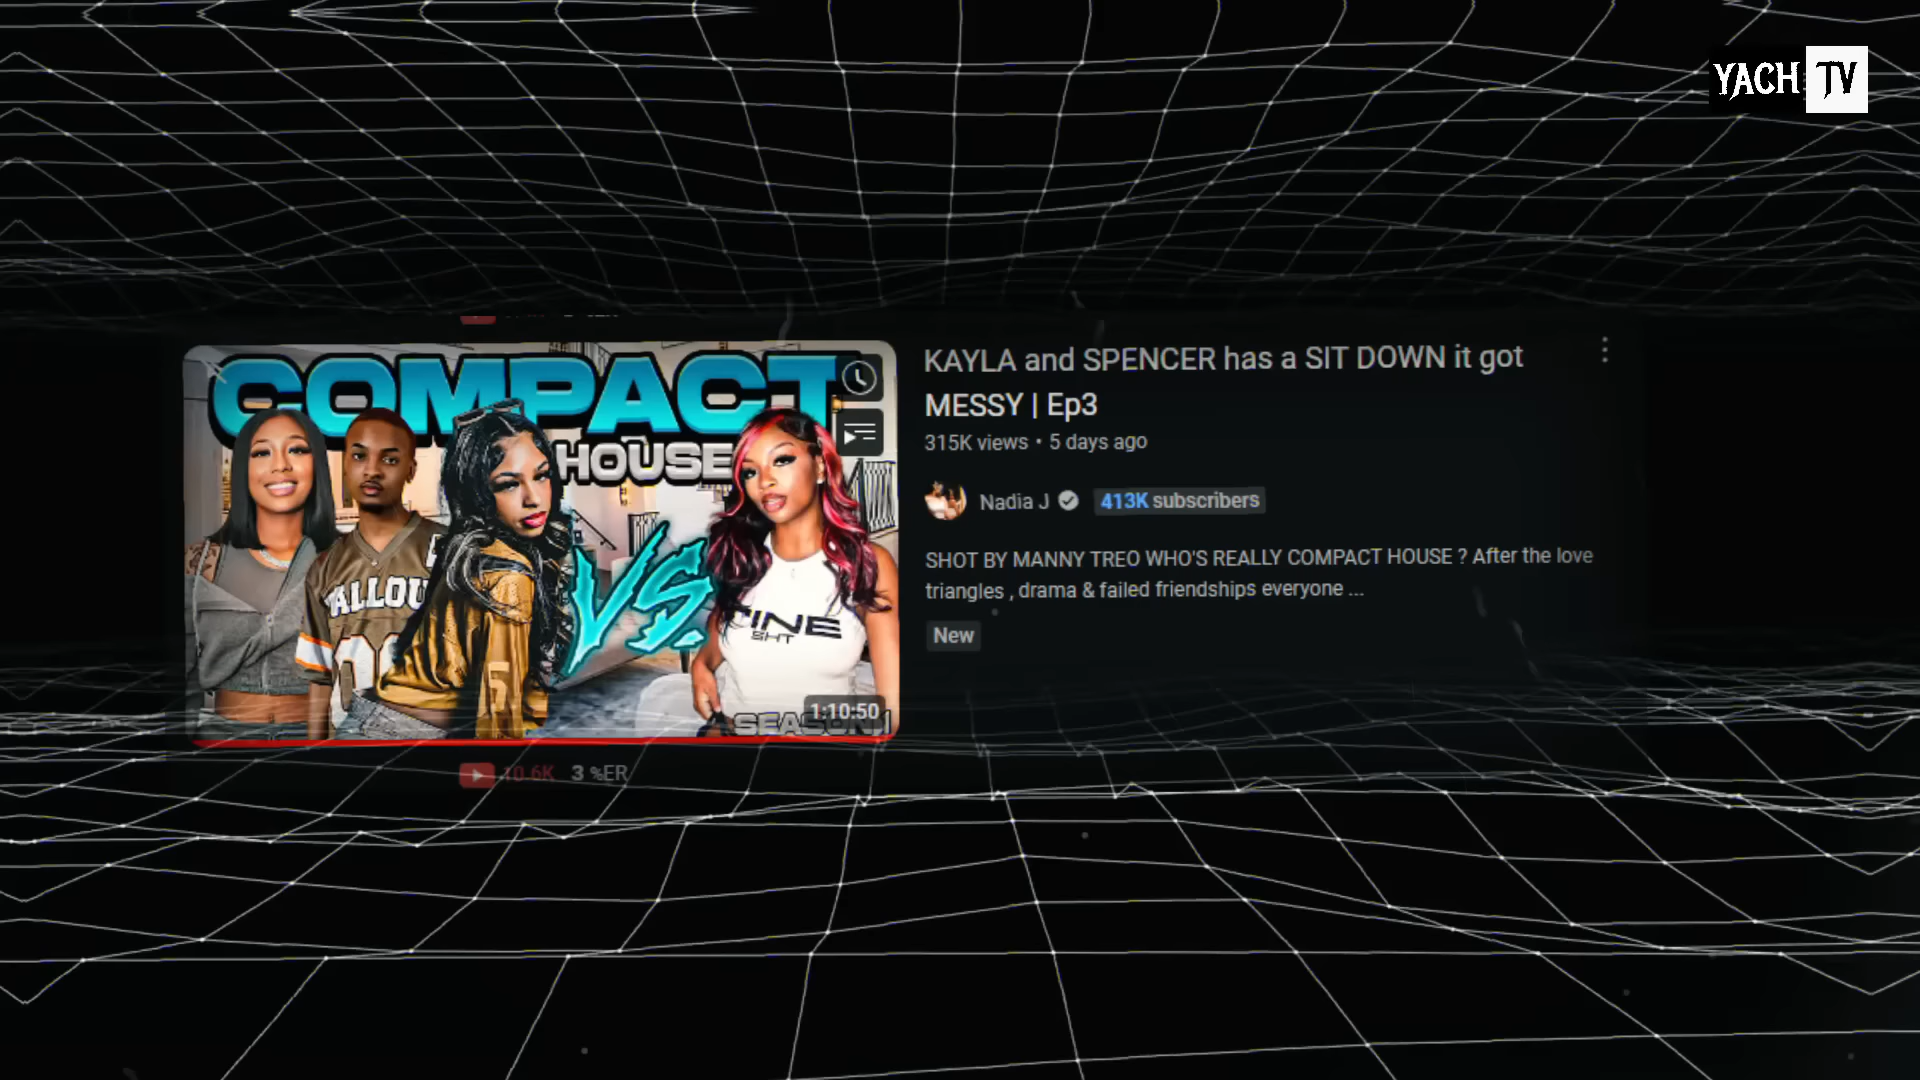 YACH TV
COMPACT
HOUSE
VS.
FINE
SHT
1:10:50
SEASON 1
10.6K 3 %ER
KAYLA and SPENCER has a SIT DOWN it got
MESSY | Ep3
315K views • 5 days ago
Nadia J 413K subscribers
SHOT BY MANNY TREO WHO'S REALLY COMPACT HOUSE ? After the love
triangles , drama & failed friendships everyone ...
New